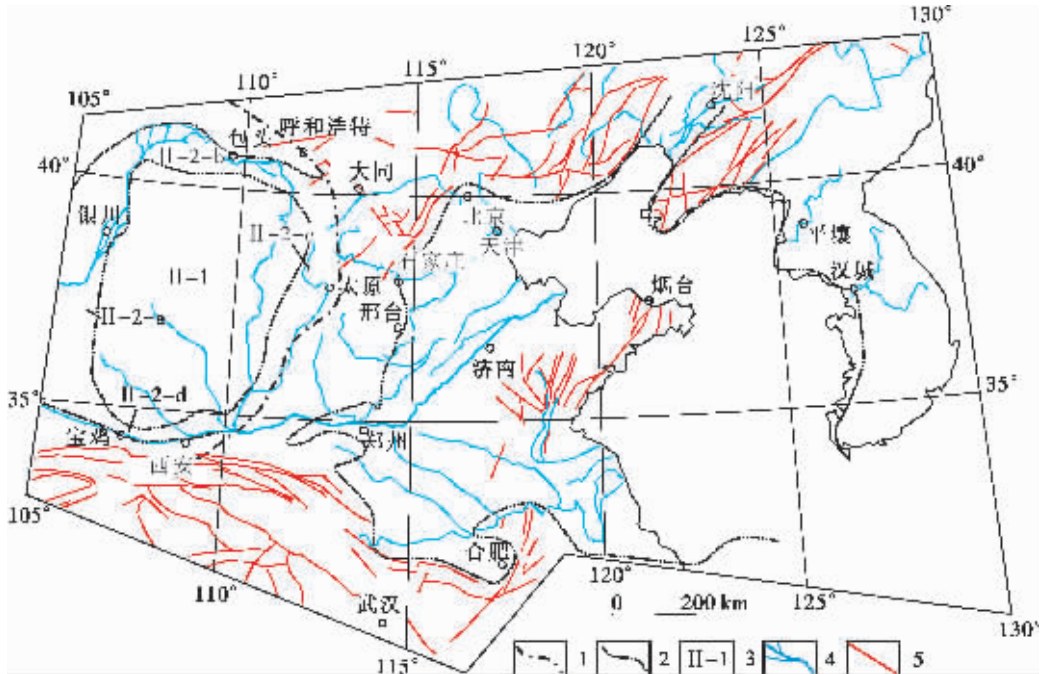 130°
125°
120°
115°
110°
105°
沈阳
包头
呼和浩特
II-2-b
40°
大同
40°
北京
银川
天津
平壤
II-2-
石家庄
汉城
II-1
太原
烟台
邢台
II-2-a
济南
35°
II-2-d
35°
宝鸡
郑州
西安
105°
合肥
120°
110°
武汉
0 200 km
125°
130°
115°
1 2 II-1 3 4 5